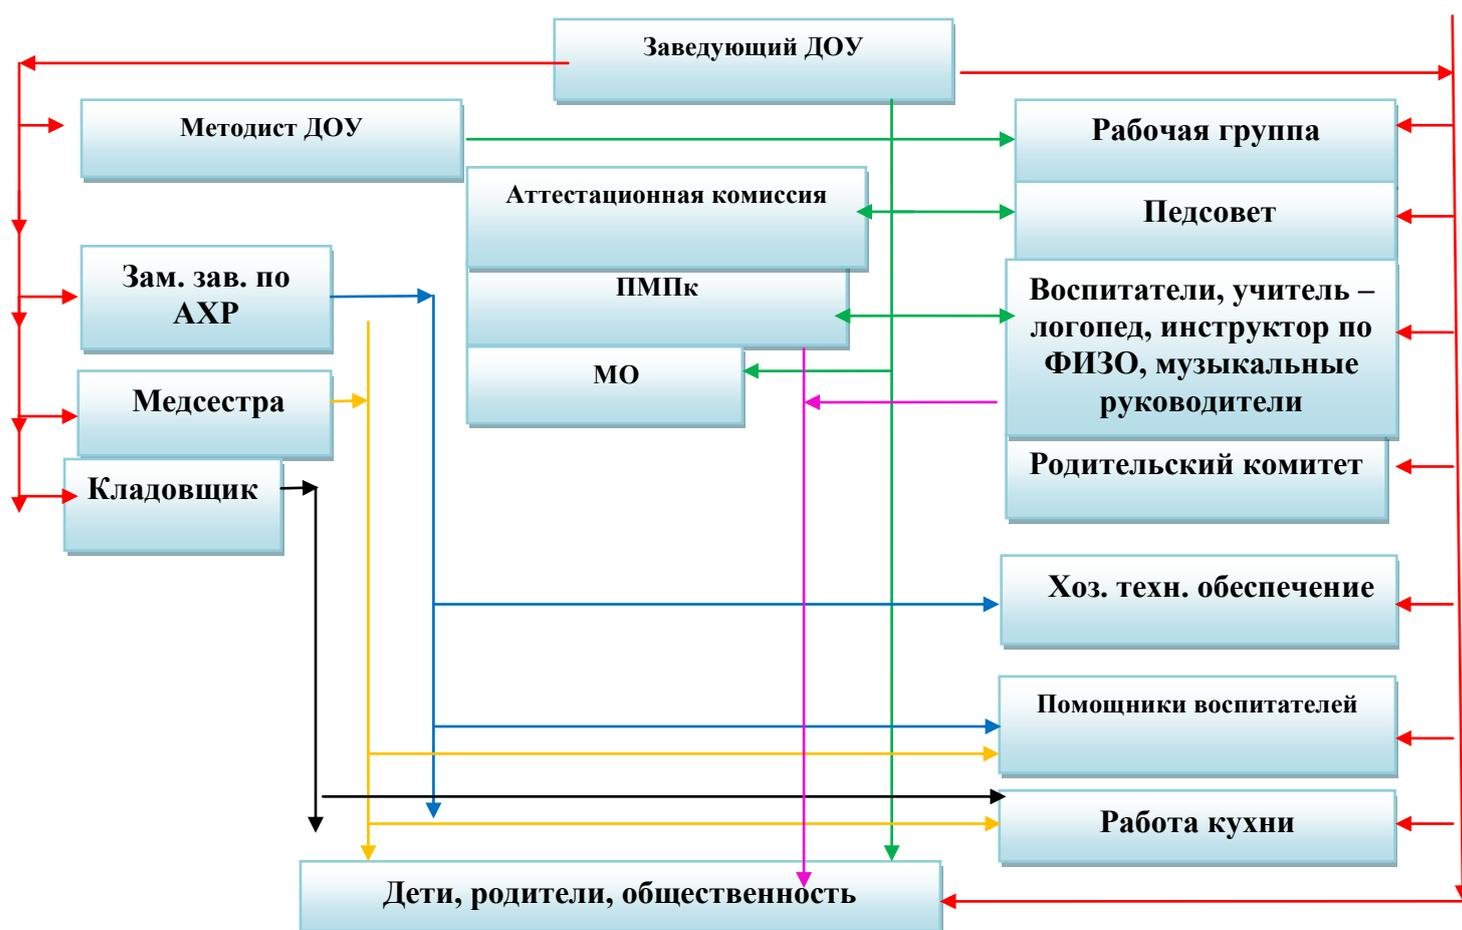 Заведующий ДОУ
Методист ДОУ
Рабочая группа
Аттестационная комиссия
Педсовет
Зам. зав. по
АХР
ПМПк
Воспитатели, учитель –
логопед, инструктор по
ФИЗО, музыкальные
руководители
МО
Медсестра
Родительский комитет
Кладовщик
Хоз. техн. обеспечение
Помощники воспитателей
Работа кухни
Дети, родители, общественность